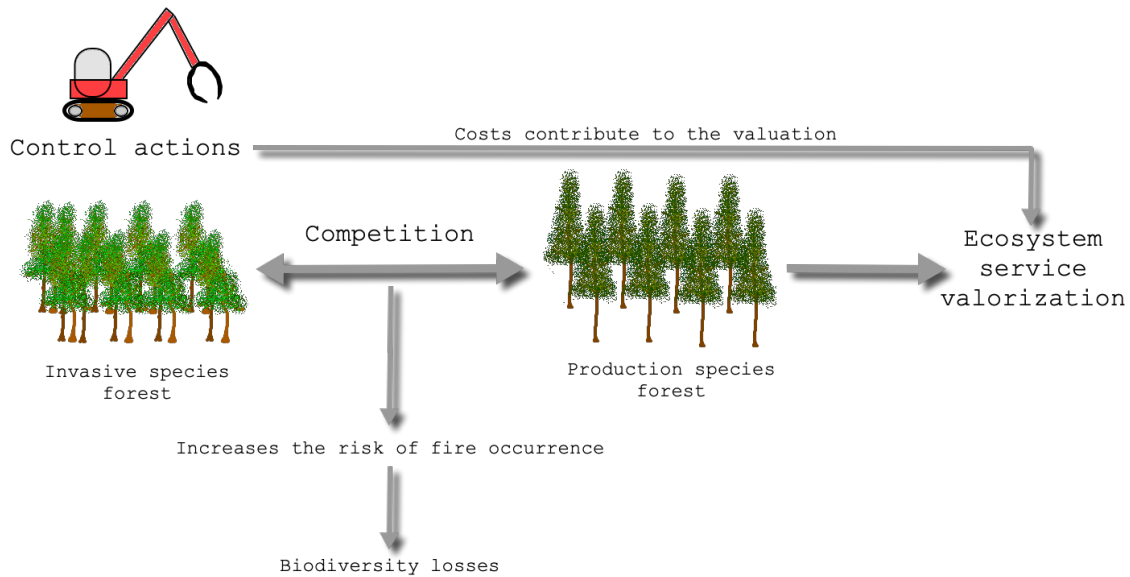 Costs contribute to the valuation
Control actions
Competition
Ecosystem
service
valorization
Invasive species
forest
Production species
forest
Increases the risk of fire occurrence
Biodiversity losses